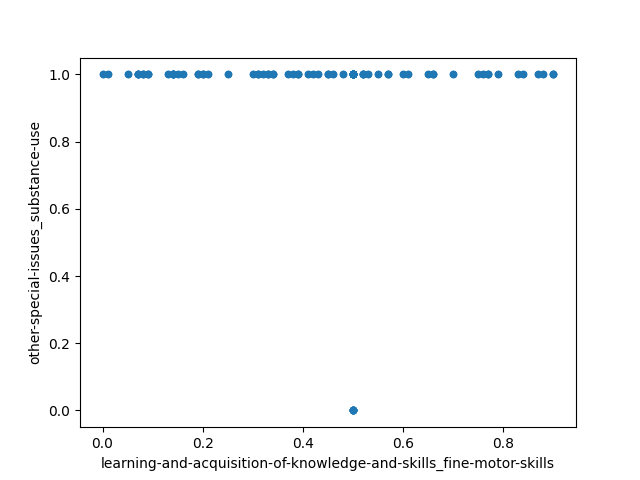 1.0
0.8
0.6
0.4
0.2
0.0
other-special-issues_substance-use
0.0 0.2 0.4 0.6 0.8
learning-and-acquisition-of-knowledge-and-skills_fine-motor-skills